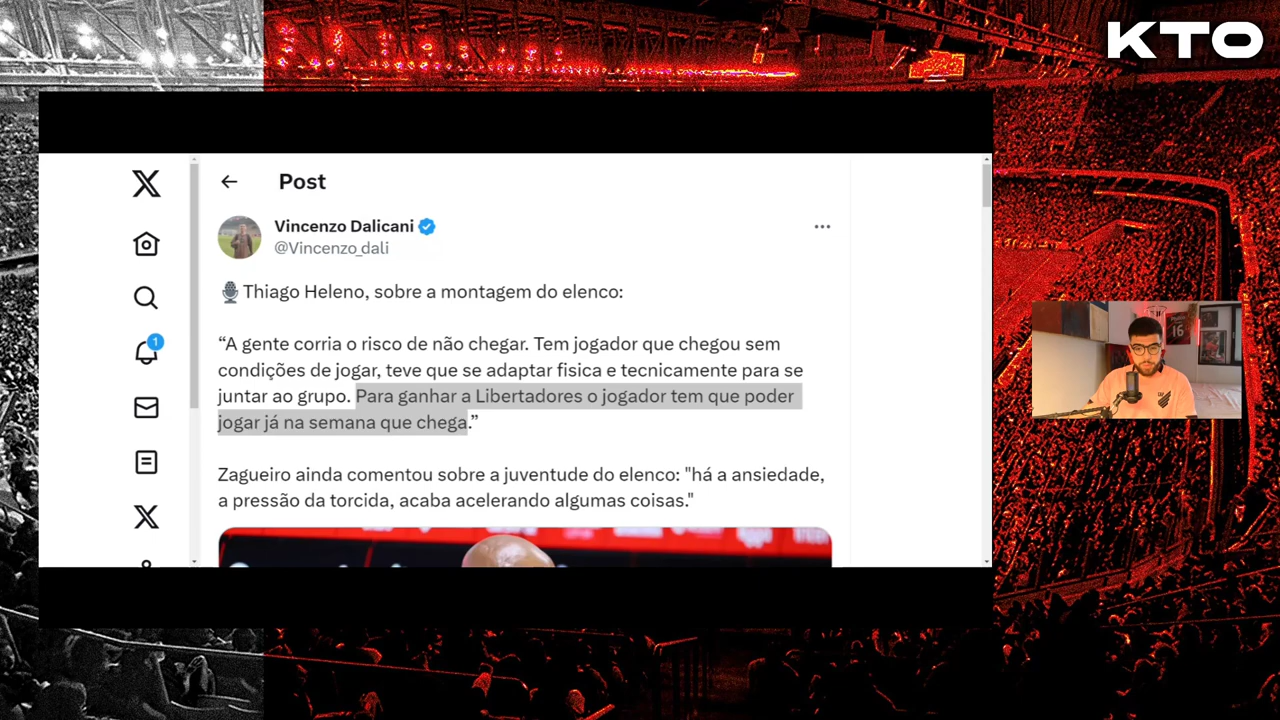 KTO
Post
Vincenzo Dalicani
@Vincenzo_dali
Thiago Heleno, sobre a montagem do elenco:
“A gente corria o risco de não chegar. Tem jogador que chegou sem
condições de jogar, teve que se adaptar fisica e tecnicamente para se
juntar ao grupo. Para ganhar a Libertadores o jogador tem que poder
jogar já na semana que chega.”
Zagueiro ainda comentou sobre a juventude do elenco: "há a ansiedade,
a pressão da torcida, acaba acelerando algumas coisas."
1
16